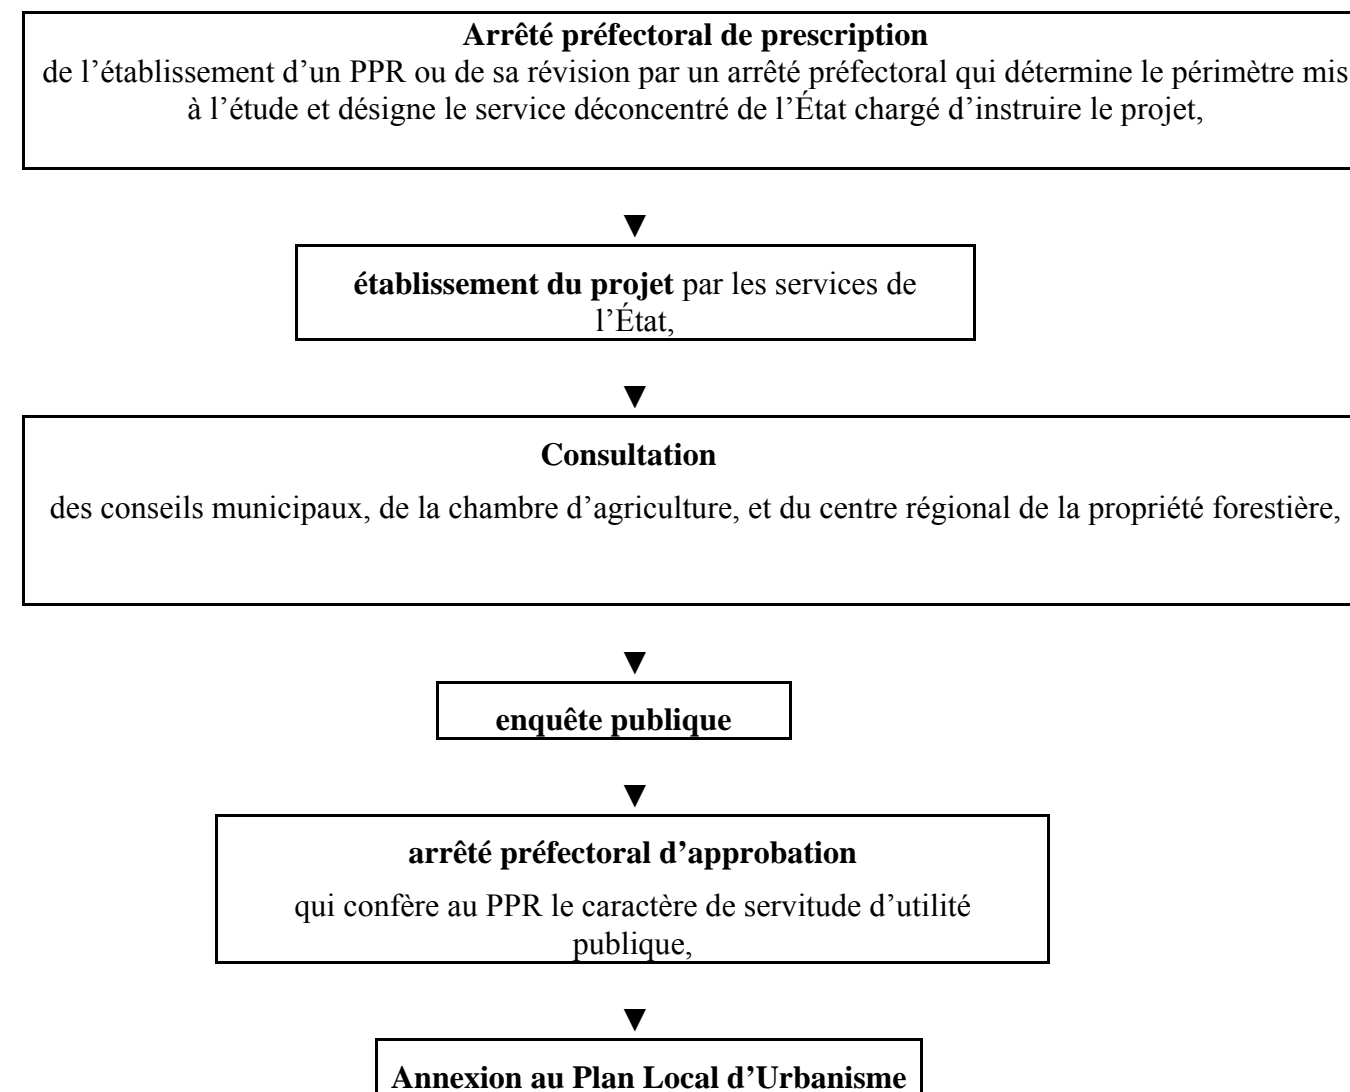 Arrêté préfectoral de prescription
de l’établissement d’un PPR ou de sa révision par un arrêté préfectoral qui détermine le périmètre mis
à l’étude et désigne le service déconcentré de l’État chargé d’instruire le projet,
établissement du projet par les services de
l’État,
Consultation
des conseils municipaux, de la chambre d’agriculture, et du centre régional de la propriété forestière,
enquête publique
arrêté préfectoral d’approbation
qui confère au PPR le caractère de servitude d’utilité
publique,
Annexion au Plan Local d’Urbanisme